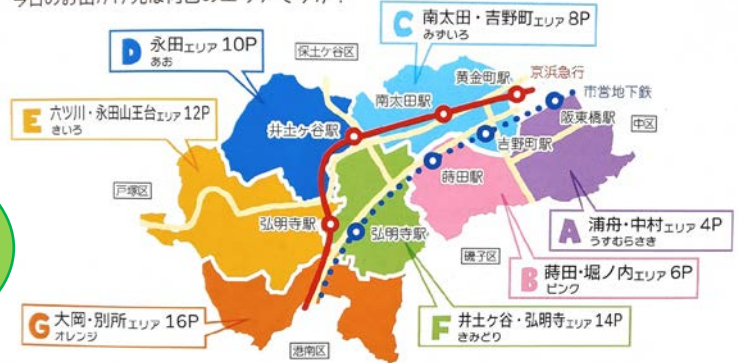 C 南太田・吉野町エリア 8P
みずいろ
D 永田エリア 10P
あお
保土ケ谷区
黄金町駅
京浜急行
南太田駅
市営地下鉄
E 六ツ川・永田山王台エリア 12P
きいろ
井土ケ谷駅
阪東橋駅
中区
吉野町駅
戸塚区
蒔田駅
弘明寺駅
弘明寺駅
A 浦舟・中村エリア 4P
うすむらさき
磯子区
B 蒔田・堀ノ内エリア 6P
ピンク
G 大岡・別所エリア 16P
オレンジ
F 井土ケ谷・弘明寺エリア 14P
きみどり
港南区